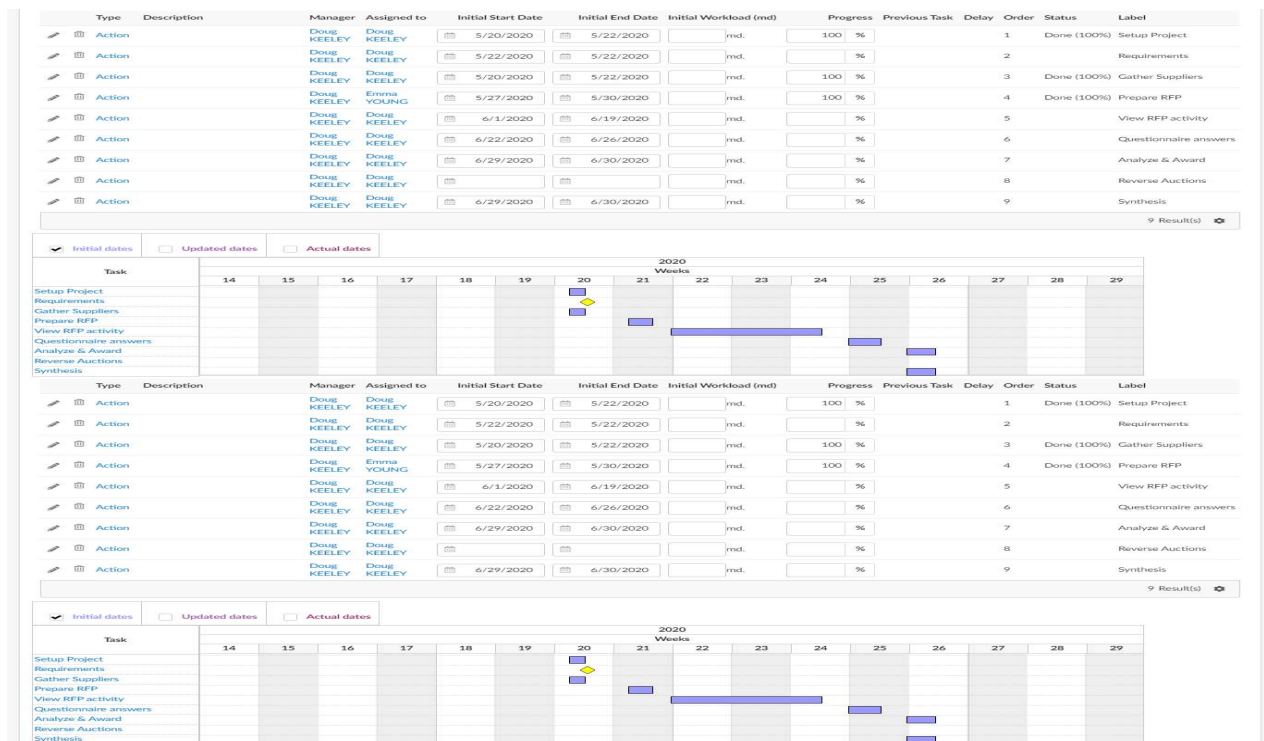 Type Description Manager Assigned to Initial Start Date Initial End Date Initial Workload (md) Progress Previous Task Delay Order Status Label
Action Doug KEELEY Doug KEELEY 5/20/2020 5/22/2020 md. 100 % 1 Done (100%) Setup Project
Action Doug KEELEY Doug KEELEY 5/22/2020 5/22/2020 md. % 2 Requirements
Action Doug KEELEY Doug KEELEY 5/20/2020 5/22/2020 md. 100 % 3 Done (100%) Gather Suppliers
Action Doug KEELEY Emma YOUNG 5/27/2020 5/30/2020 md. 100 % 4 Done (100%) Prepare RFP
Action Doug KEELEY Doug KEELEY 6/1/2020 6/19/2020 md. % 5 View RFP activity
Action Doug KEELEY Doug KEELEY 6/22/2020 6/26/2020 md. % 6 Questionnaire answers
Action Doug KEELEY Doug KEELEY 6/29/2020 6/30/2020 md. % 7 Analyze & Award
Action Doug KEELEY Doug KEELEY md. % 8 Reverse Auctions
Action Doug KEELEY Doug KEELEY 6/29/2020 6/30/2020 md. % 9 Synthesis
9 Result(s)
Initial dates Updated dates Actual dates
2020
Task Weeks
14 15 16 17 18 19 20 21 22 23 24 25 26 27 28 29
Setup Project
Requirements
Gather Suppliers
Prepare RFP
View RFP activity
Questionnaire answers
Analyze & Award
Reverse Auctions
Synthesis
Type Description Manager Assigned to Initial Start Date Initial End Date Initial Workload (md) Progress Previous Task Delay Order Status Label
Action Doug KEELEY Doug KEELEY 5/20/2020 5/22/2020 md. 100 % 1 Done (100%) Setup Project
Action Doug KEELEY Doug KEELEY 5/22/2020 5/22/2020 md. % 2 Requirements
Action Doug KEELEY Doug KEELEY 5/20/2020 5/22/2020 md. 100 % 3 Done (100%) Gather Suppliers
Action Doug KEELEY Emma YOUNG 5/27/2020 5/30/2020 md. 100 % 4 Done (100%) Prepare RFP
Action Doug KEELEY Doug KEELEY 6/1/2020 6/19/2020 md. % 5 View RFP activity
Action Doug KEELEY Doug KEELEY 6/22/2020 6/26/2020 md. % 6 Questionnaire answers
Action Doug KEELEY Doug KEELEY 6/29/2020 6/30/2020 md. % 7 Analyze & Award
Action Doug KEELEY Doug KEELEY md. % 8 Reverse Auctions
Action Doug KEELEY Doug KEELEY 6/29/2020 6/30/2020 md. % 9 Synthesis
9 Result(s)
Initial dates Updated dates Actual dates
2020
Task Weeks
14 15 16 17 18 19 20 21 22 23 24 25 26 27 28 29
Setup Project
Requirements
Gather Suppliers
Prepare RFP
View RFP activity
Questionnaire answers
Analyze & Award
Reverse Auctions
Synthesis